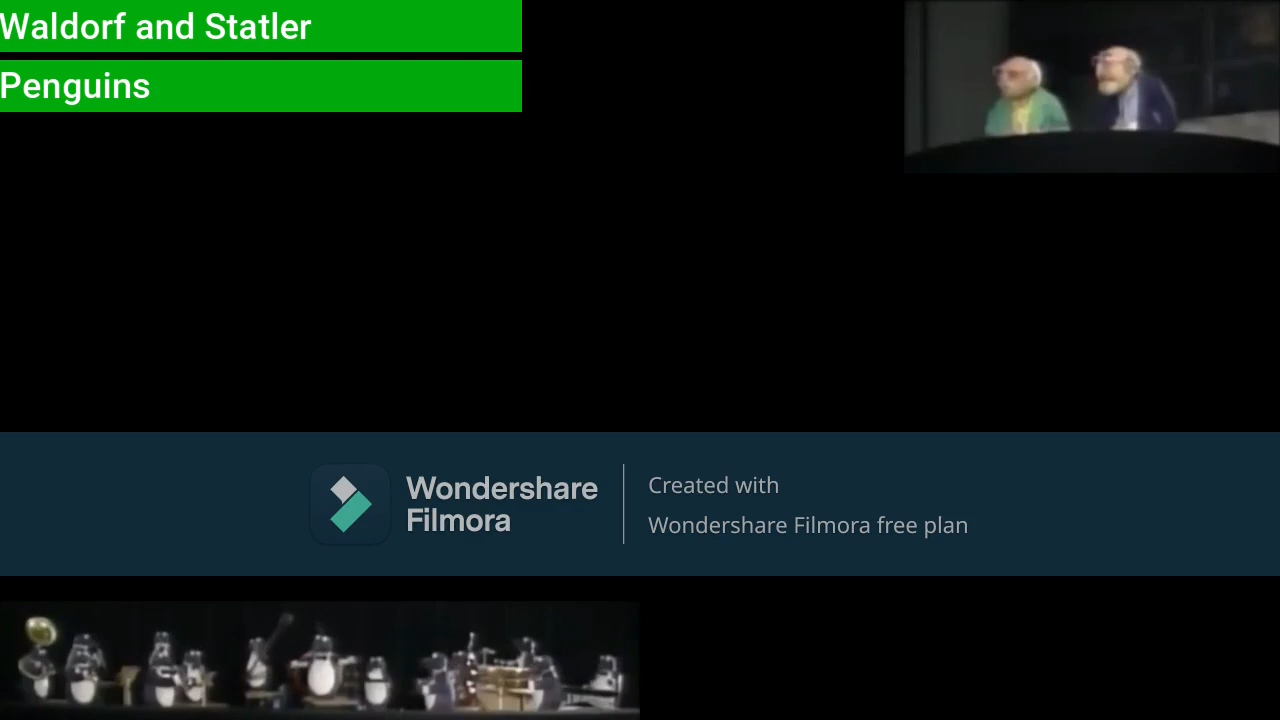 Waldorf and Statler
Penguins
Wondershare
Filmora
Created with
Wondershare Filmora free plan